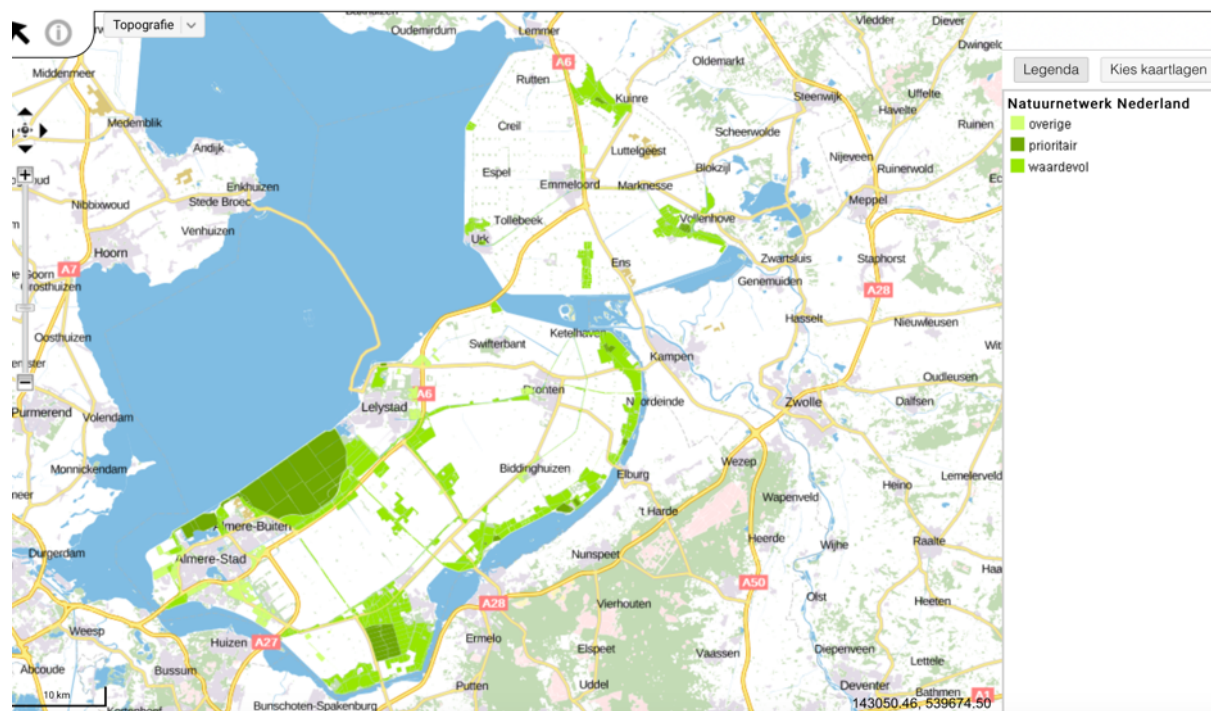 Topografie
Oudemirdum
Lemmer
Vledder
Diever
Dwingel
Middenmeer
A6
Rutten
Oldemarkt
Legenda
Kies kaartlagen
Kuinre
Steenwijk
Uffelte
Havelte
Natuurnetwerk Nederland
overige
prioritair
waardevol
Medemblik
Creil
Scheerwolde
Ruinen
Andijk
Luttelgeest
Nijeveen
Espel
Blokzijl
Ruinerwold
Enkhuizen
Emmeloord
Marknesse
Nibbixwoud
Stede Broec
Meppel
Tollebeek
Vollenhove
Venhuizen
Urk
Hoorn
Zwartsluis
Staphorst
A7
Ens
Genemuiden
A28
Grosthuizen
Hasselt
Nieuwleusen
Oosthuizen
Ketelhaven
Swifterbant
Kampen
A6
Dronten
Oudleusen
Lelystad
Noordeinde
Zwolle
Dalfsen
Purmerend
Volendam
Monnickendam
Biddinghuizen
Elburg
Wezep
Lemelerveld
Heino
Wapenveld
't Harde
Almere-Buiten
Heerde
Wijhe
Raalte
Durgerdam
Almere-Stad
Nunspeet
A50
A28
Vierhouten
Olst
Heeten
Weesp
Huizen
A27
Ermelo
Elspeet
Vaassen
Diepenveen
Lettele
Abcoude
Bussum
Putten
Uddel
Deventer
Bathmen
A1
10 km
Bunschoten-Spakenburg
143050.46, 539674.50